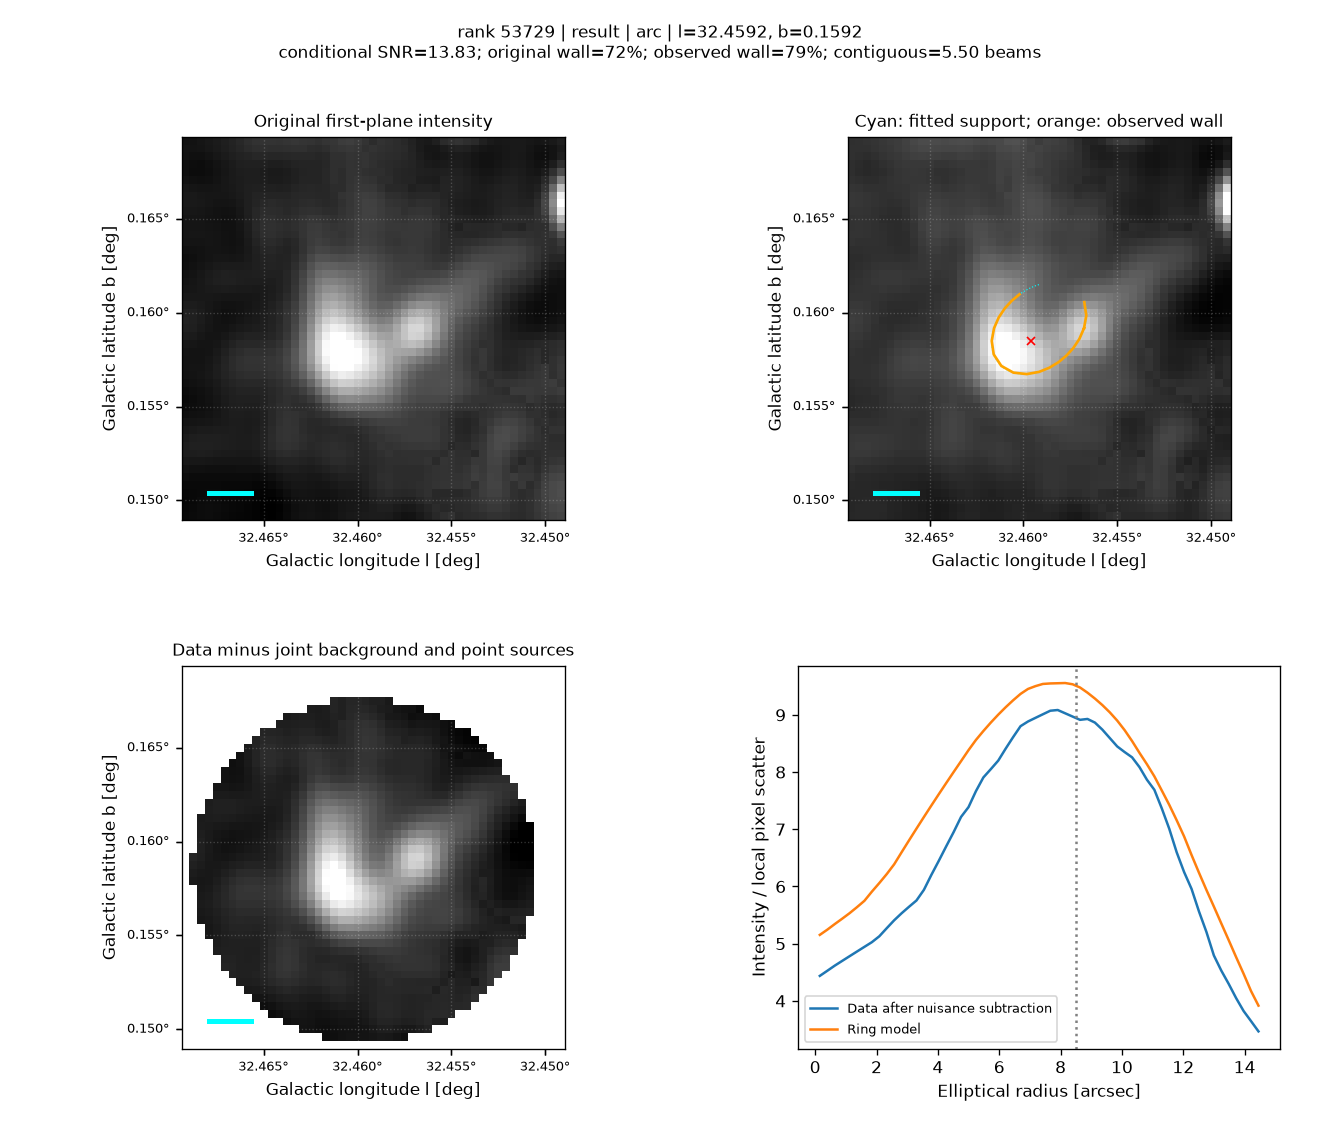 rank 53729 | result | arc | l=32.4592, b=0.1592
conditional SNR=13.83; original wall=72%; observed wall=79%; contiguous=5.50 beams
Original first-plane intensity
Galactic latitude b [deg]
0.165°
0.160°
0.155°
0.150°
32.465°
32.460°
32.455°
32.450°
Galactic longitude l [deg]
Cyan: fitted support; orange: observed wall
Galactic latitude b [deg]
0.165°
0.160°
0.155°
0.150°
32.465°
32.460°
32.455°
32.450°
Galactic longitude l [deg]
Data minus joint background and point sources
Galactic latitude b [deg]
0.165°
0.160°
0.155°
0.150°
32.465°
32.460°
32.455°
32.450°
Galactic longitude l [deg]
Intensity / local pixel scatter
9
8
7
6
5
4
Data after nuisance subtraction
Ring model
0
2
4
6
8
10
12
14
Elliptical radius [arcsec]